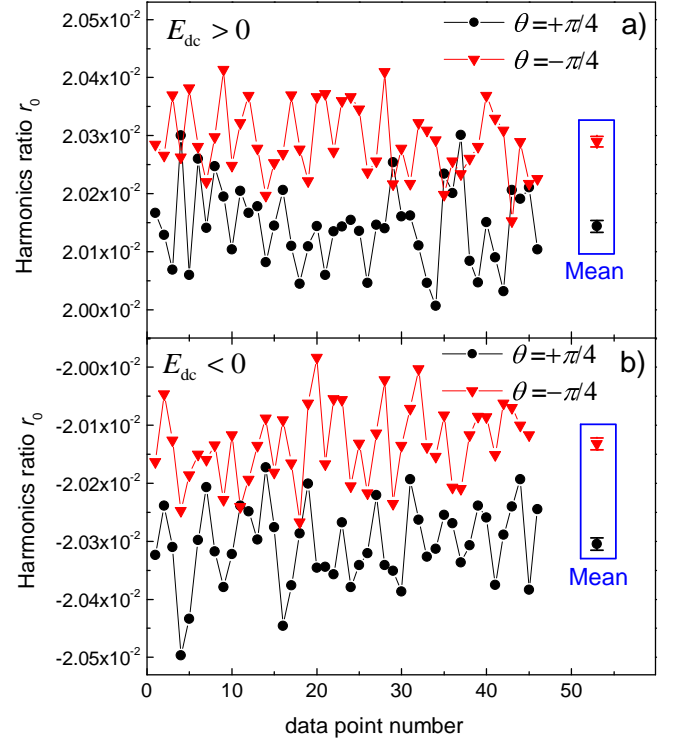 2.05x10⁻²
E_dc > 0
θ=+π/4
a)
2.04x10⁻²
θ=−π/4
2.03x10⁻²
2.02x10⁻²
2.01x10⁻²
2.00x10⁻²
Harmonics ratio r₀
Mean
-2.00x10⁻²
E_dc < 0
θ=+π/4
b)
θ=−π/4
-2.01x10⁻²
-2.02x10⁻²
-2.03x10⁻²
-2.04x10⁻²
-2.05x10⁻²
Harmonics ratio r₀
Mean
0 10 20 30 40 50
data point number